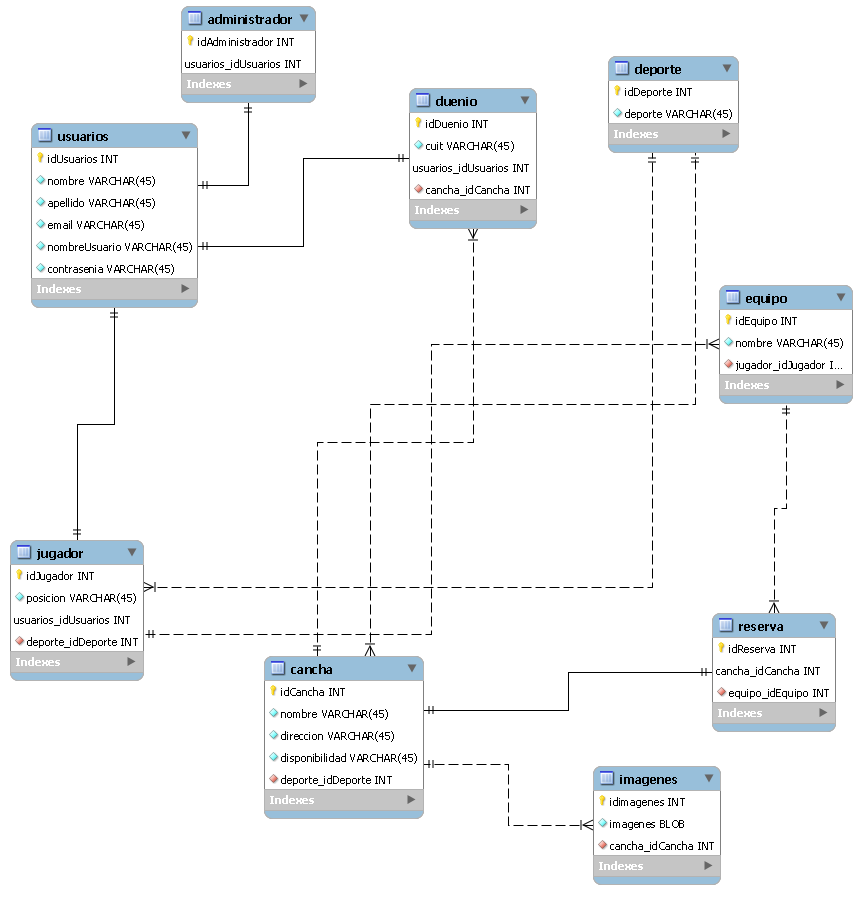 administrador
idAdministrador INT
usuarios_idUsuarios INT
Indexes
usuarios
idUsuarios INT
nombre VARCHAR(45)
apellido VARCHAR(45)
email VARCHAR(45)
nombreUsuario VARCHAR(45)
contrasenia VARCHAR(45)
Indexes
duenio
idDuenio INT
cuit VARCHAR(45)
usuarios_idUsuarios INT
cancha_idCancha INT
Indexes
deporte
idDeporte INT
deporte VARCHAR(45)
Indexes
equipo
idEquipo INT
nombre VARCHAR(45)
jugador_idJugador I...
Indexes
jugador
idJugador INT
posicion VARCHAR(45)
usuarios_idUsuarios INT
deporte_idDeporte INT
Indexes
cancha
idCancha INT
nombre VARCHAR(45)
direccion VARCHAR(45)
disponibilidad VARCHAR(45)
deporte_idDeporte INT
Indexes
reserva
idReserva INT
cancha_idCancha INT
equipo_idEquipo INT
Indexes
imagenes
idimagenes INT
imagenes BLOB
cancha_idCancha INT
Indexes